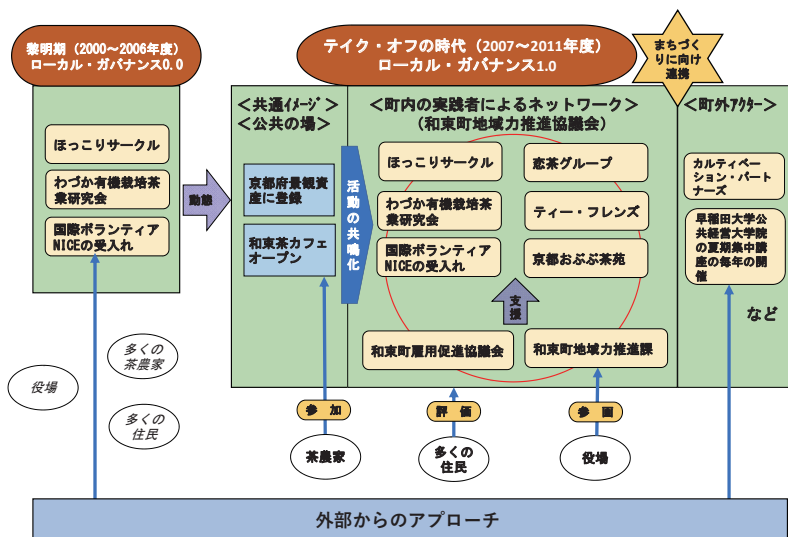 黎明期（2000～2006年度）
ローカル・ガバナンス0.0
ほっこりサークル
わづか有機栽培茶
業研究会
国際ボランティア
NICEの受入れ
動態
役場
多くの
茶農家
多くの
住民
テイク・オフの時代（2007～2011年度）
ローカル・ガバナンス1.0
まちづく
りに向け
連携
＜共通イメージ＞
＜公共の場＞
京都府景観資
産に登録
和束茶カフェ
オープン
活動の共鳴化
＜町内の実践者によるネットワーク＞
（和束町地域力推進協議会）
ほっこりサークル
恋茶グループ
わづか有機栽培茶
業研究会
ティー・フレンズ
国際ボランティア
NICEの受入れ
京都おぶぶ茶苑
支援
和束町雇用促進協議会
和束町地域力推進課
＜町外アクター＞
カルティベー
ション・パート
ナーズ
早稲田大学公
共経営大学院
の夏期集中講
座の毎年の開
催
など
参　加
評　価
参　画
茶農家
多くの
住民
役場
外部からのアプローチ